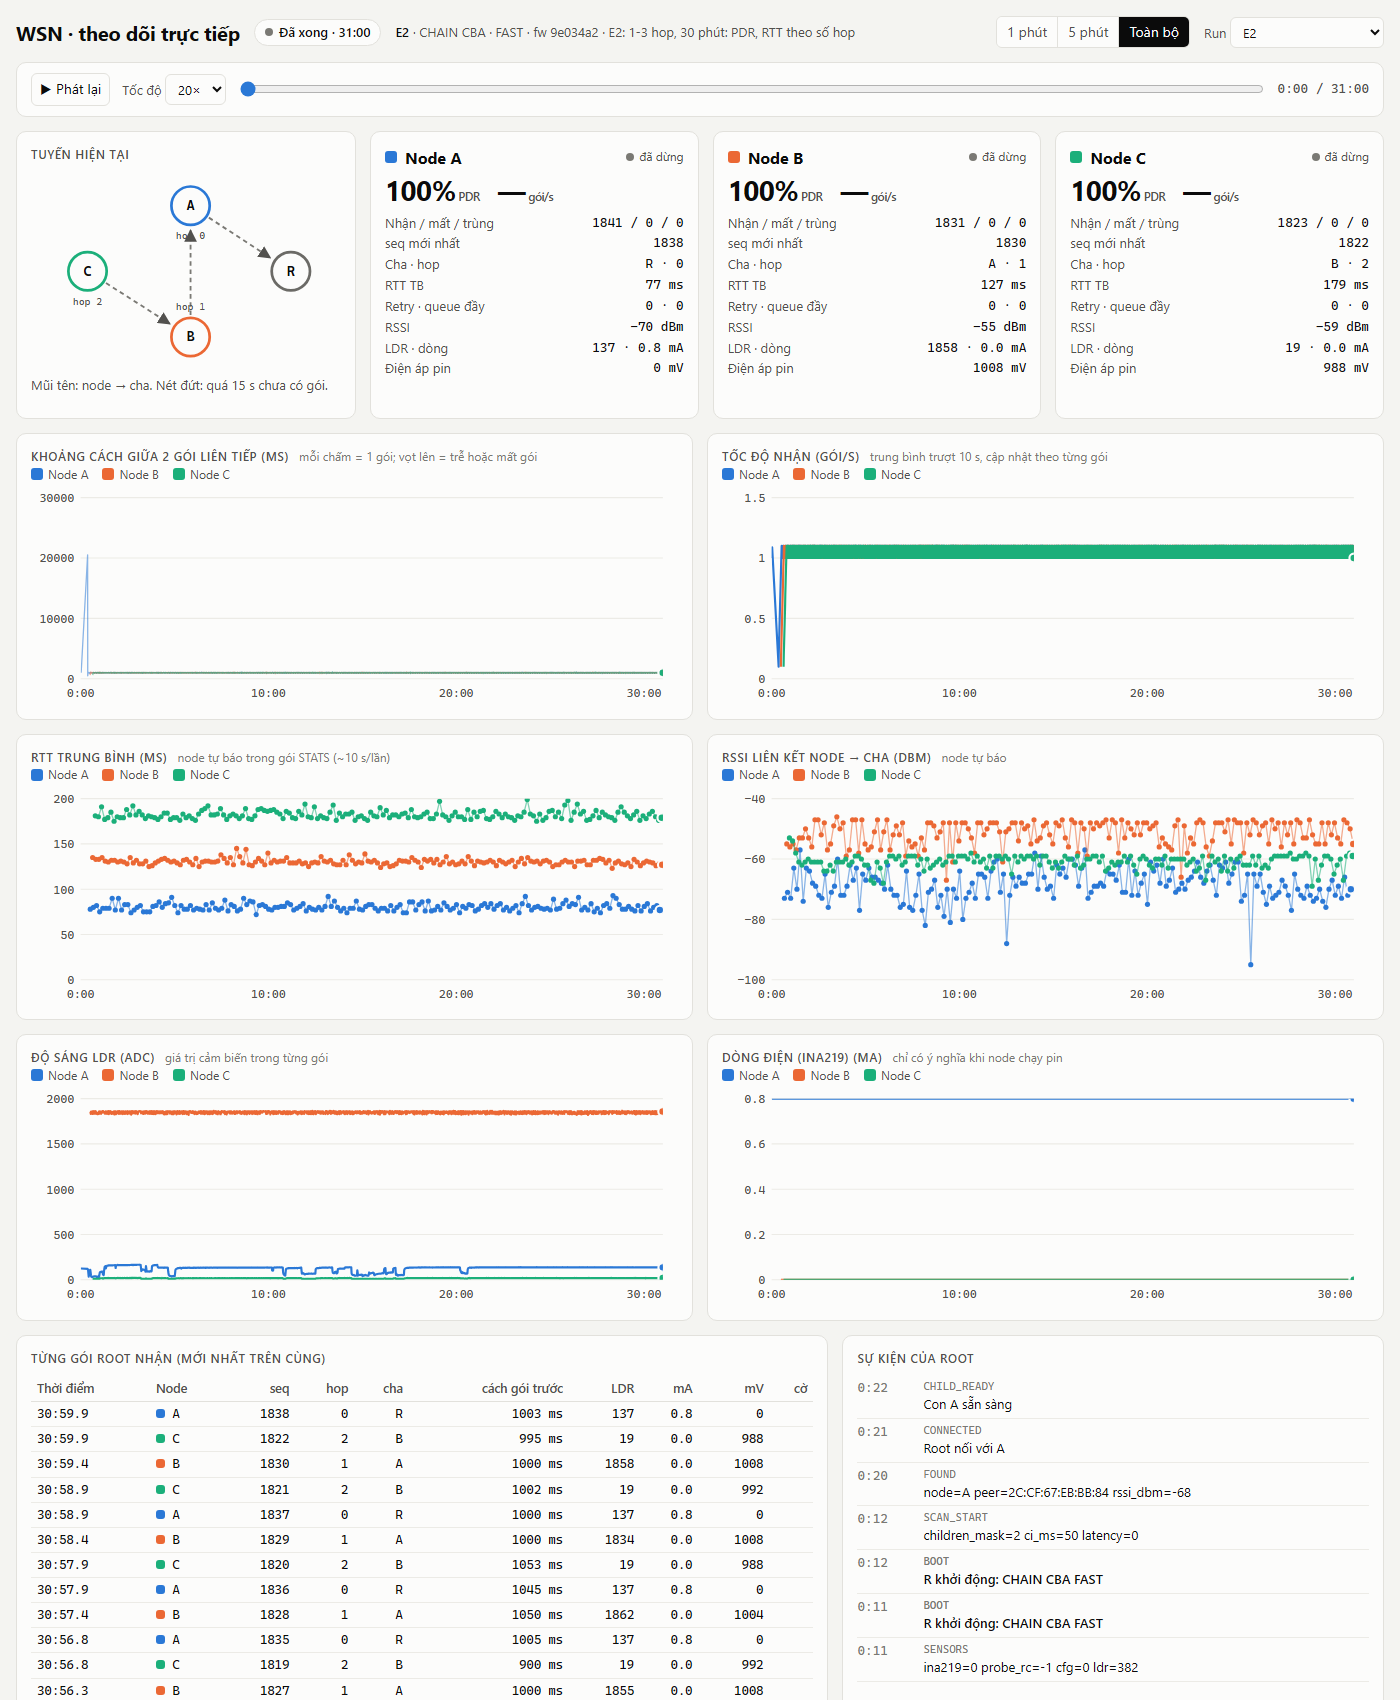 WSN · theo dõi trực tiếp
Đã xong · 31:00
E2 · CHAIN CBA · FAST · fw 9e034a2 · E2: 1-3 hop, 30 phút: PDR, RTT theo số hop
1 phút 5 phút Toàn bộ
Run E2
▶ Phát lại Tốc độ 20× 0:00 / 31:00
TUYẾN HIỆN TẠI
A
hop 0
C
hop 2
R
hop 1
B
Mũi tên: node → cha. Nét đứt: quá 15 s chưa có gói.
Node A đã dừng
100% PDR — gói/s
Nhận / mất / trùng 1841 / 0 / 0
seq mới nhất 1838
Cha · hop R · 0
RTT TB 77 ms
Retry · queue đầy 0 · 0
RSSI −70 dBm
LDR · dòng 137 · 0.8 mA
Điện áp pin 0 mV
Node B đã dừng
100% PDR — gói/s
Nhận / mất / trùng 1831 / 0 / 0
seq mới nhất 1830
Cha · hop A · 1
RTT TB 127 ms
Retry · queue đầy 0 · 0
RSSI −55 dBm
LDR · dòng 1858 · 0.0 mA
Điện áp pin 1008 mV
Node C đã dừng
100% PDR — gói/s
Nhận / mất / trùng 1823 / 0 / 0
seq mới nhất 1822
Cha · hop B · 2
RTT TB 179 ms
Retry · queue đầy 0 · 0
RSSI −59 dBm
LDR · dòng 19 · 0.0 mA
Điện áp pin 988 mV
KHOẢNG CÁCH GIỮA 2 GÓI LIÊN TIẾP (MS) mỗi chấm = 1 gói; vọt lên = trễ hoặc mất gói
Node A Node B Node C
30000
20000
10000
0
0:00 10:00 20:00 30:00
TỐC ĐỘ NHẬN (GÓI/S) trung bình trượt 10 s, cập nhật theo từng gói
Node A Node B Node C
1.5
1
0.5
0
0:00 10:00 20:00 30:00
RTT TRUNG BÌNH (MS) node tự báo trong gói STATS (~10 s/lần)
Node A Node B Node C
200
150
100
50
0
0:00 10:00 20:00 30:00
RSSI LIÊN KẾT NODE → CHA (DBM) node tự báo
Node A Node B Node C
−40
−60
−80
−100
0:00 10:00 20:00 30:00
ĐỘ SÁNG LDR (ADC) giá trị cảm biến trong từng gói
Node A Node B Node C
2000
1500
1000
500
0
0:00 10:00 20:00 30:00
DÒNG ĐIỆN (INA219) (MA) chỉ có ý nghĩa khi node chạy pin
Node A Node B Node C
0.8
0.6
0.4
0.2
0
0:00 10:00 20:00 30:00
TỪNG GÓI ROOT NHẬN (MỚI NHẤT TRÊN CÙNG)
Thời điểm Node seq hop cha cách gói trước LDR mA mV cờ
30:59.9 A 1838 0 R 1003 ms 137 0.8 0
30:59.9 C 1822 2 B 995 ms 19 0.0 988
30:59.4 B 1830 1 A 1000 ms 1858 0.0 1008
30:58.9 C 1821 2 B 1002 ms 19 0.0 992
30:58.9 A 1837 0 R 1000 ms 137 0.8 0
30:58.4 B 1829 1 A 1000 ms 1834 0.0 1008
30:57.9 C 1820 2 B 1053 ms 19 0.0 988
30:57.9 A 1836 0 R 1045 ms 137 0.8 0
30:57.4 B 1828 1 A 1050 ms 1862 0.0 1004
30:56.8 A 1835 0 R 1005 ms 137 0.8 0
30:56.8 C 1819 2 B 900 ms 19 0.0 992
30:56.3 B 1827 1 A 1000 ms 1855 0.0 1008
SỰ KIỆN CỦA ROOT
0:22 CHILD_READY
Con A sẵn sàng
0:21 CONNECTED
Root nối với A
0:20 FOUND
node=A peer=2C:CF:67:EB:BB:84 rssi_dbm=-68
0:12 SCAN_START
children_mask=2 ci_ms=50 latency=0
0:12 BOOT
R khởi động: CHAIN CBA FAST
0:11 BOOT
R khởi động: CHAIN CBA FAST
0:11 SENSORS
ina219=0 probe_rc=-1 cfg=0 ldr=382